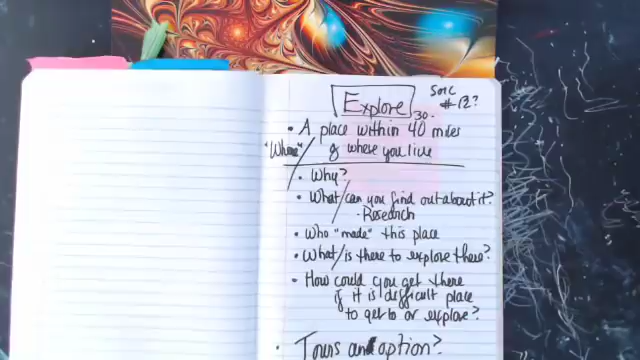 Explore
SOTC
#12?
30.
• A place within 40 miles
"Where" of where you live
• Why?
• What can you find out about it?
· Research
• Who "made" this place
• What is there to explore there?
• How could you get there
if it is difficult place
to get to or explore?
• Tours an option?